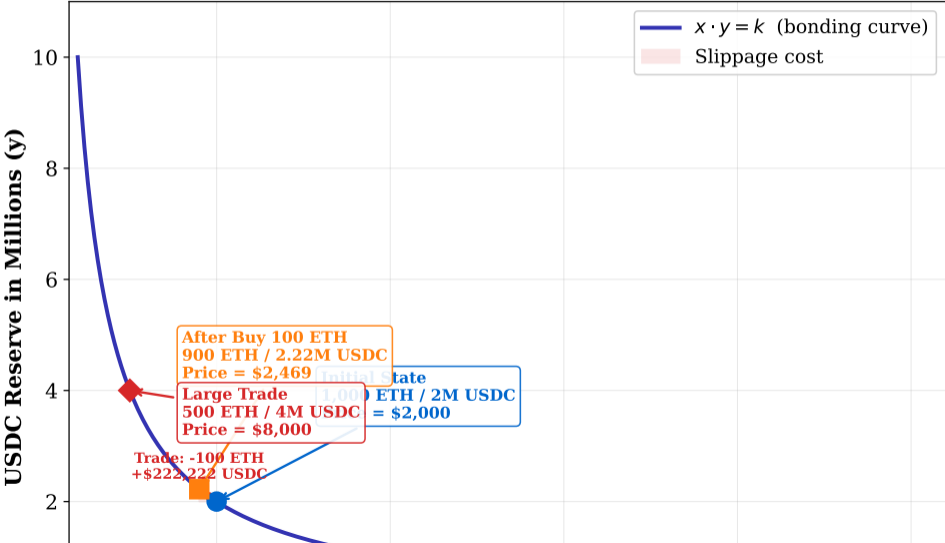 x · y = k (bonding curve)
Slippage cost
USDC Reserve in Millions (y)
10
8
6
4
2
After Buy 100 ETH
900 ETH / 2.22M USDC
Price = $2,469
Initial State
1,000 ETH / 2M USDC
= $2,000
Large Trade
500 ETH / 4M USDC
Price = $8,000
Trade: -100 ETH
+$222,222 USDC